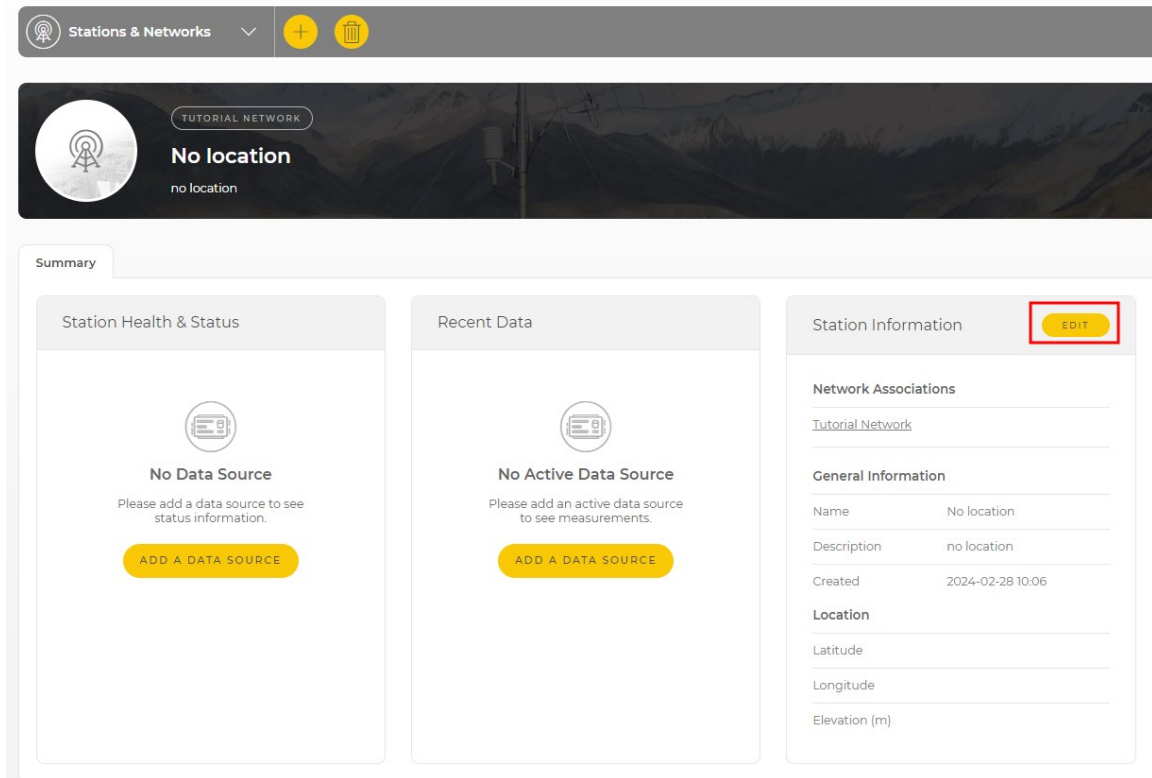 Stations & Networks
TUTORIAL NETWORK
No location
no location
Summary
Station Health & Status
No Data Source
Please add a data source to see
status information.
ADD A DATA SOURCE
Recent Data
No Active Data Source
Please add an active data source
to see measurements.
ADD A DATA SOURCE
Station Information
EDIT
Network Associations
Tutorial Network
General Information
Name No location
Description no location
Created 2024-02-28 10:06
Location
Latitude
Longitude
Elevation (m)